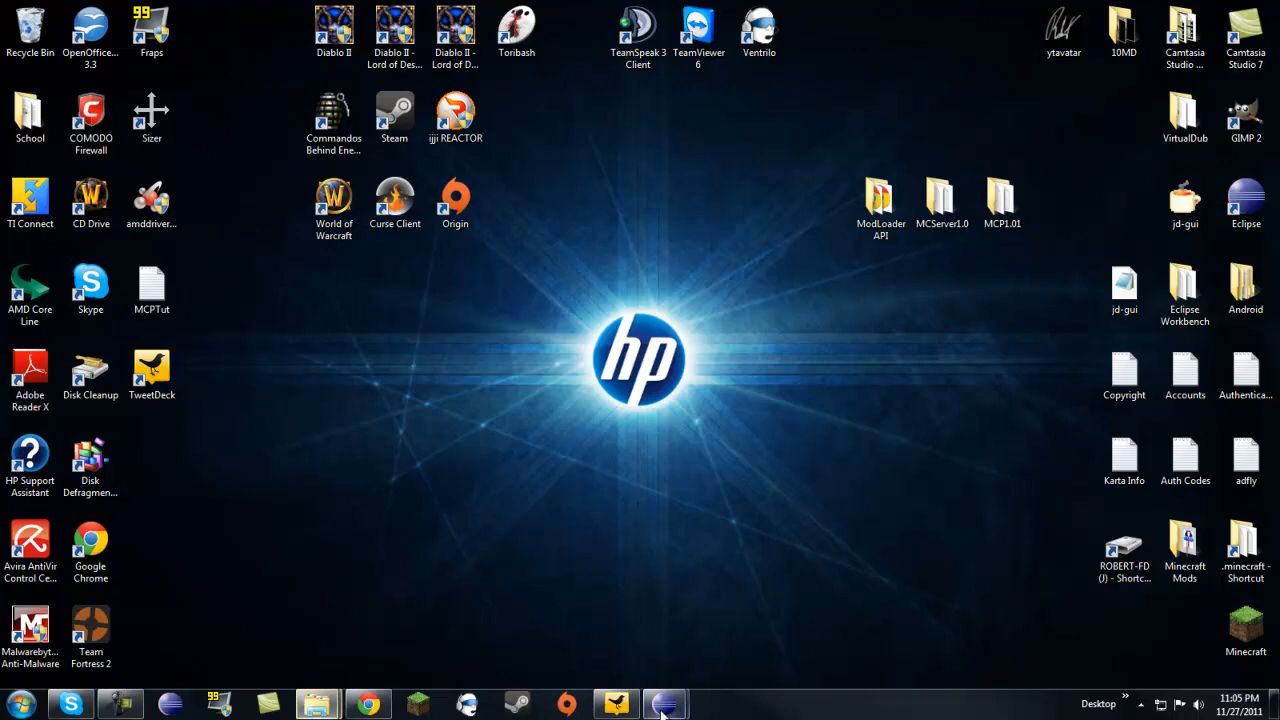 Recycle Bin
OpenOffice...
3.3
99
Fraps
Diablo II
Diablo II -
Lord of Des...
Diablo II -
Lord of D...
Toribash
TeamSpeak 3
Client
TeamViewer
6
Ventrilo
ytavatar
10MD
Camtasia
Studio ...
Camtasia
Studio 7
School
COMODO
Firewall
Sizer
Commandos
Behind Ene...
Steam
ijji REACTOR
VirtualDub
GIMP 2
TI Connect
CD Drive
amddriver...
World of
Warcraft
Curse Client
Origin
ModLoader
API
MCServer1.0
MCP1.01
jd-gui
Eclipse
AMD Core
Line
Skype
MCPTut
hp
jd-gui
Eclipse
Workbench
Android
Adobe
Reader X
Disk Cleanup
TweetDeck
Copyright
Accounts
Authentica...
HP Support
Assistant
Disk
Defragmen...
Karta Info
Auth Codes
adfly
Avira AntiVir
Control Ce...
Google
Chrome
ROBERT-FD
(J) - Shortc...
Minecraft
Mods
.minecraft -
Shortcut
Malwarebyt...
Anti-Malware
Team
Fortress 2
Minecraft
99
Desktop
11:05 PM
11/27/2011